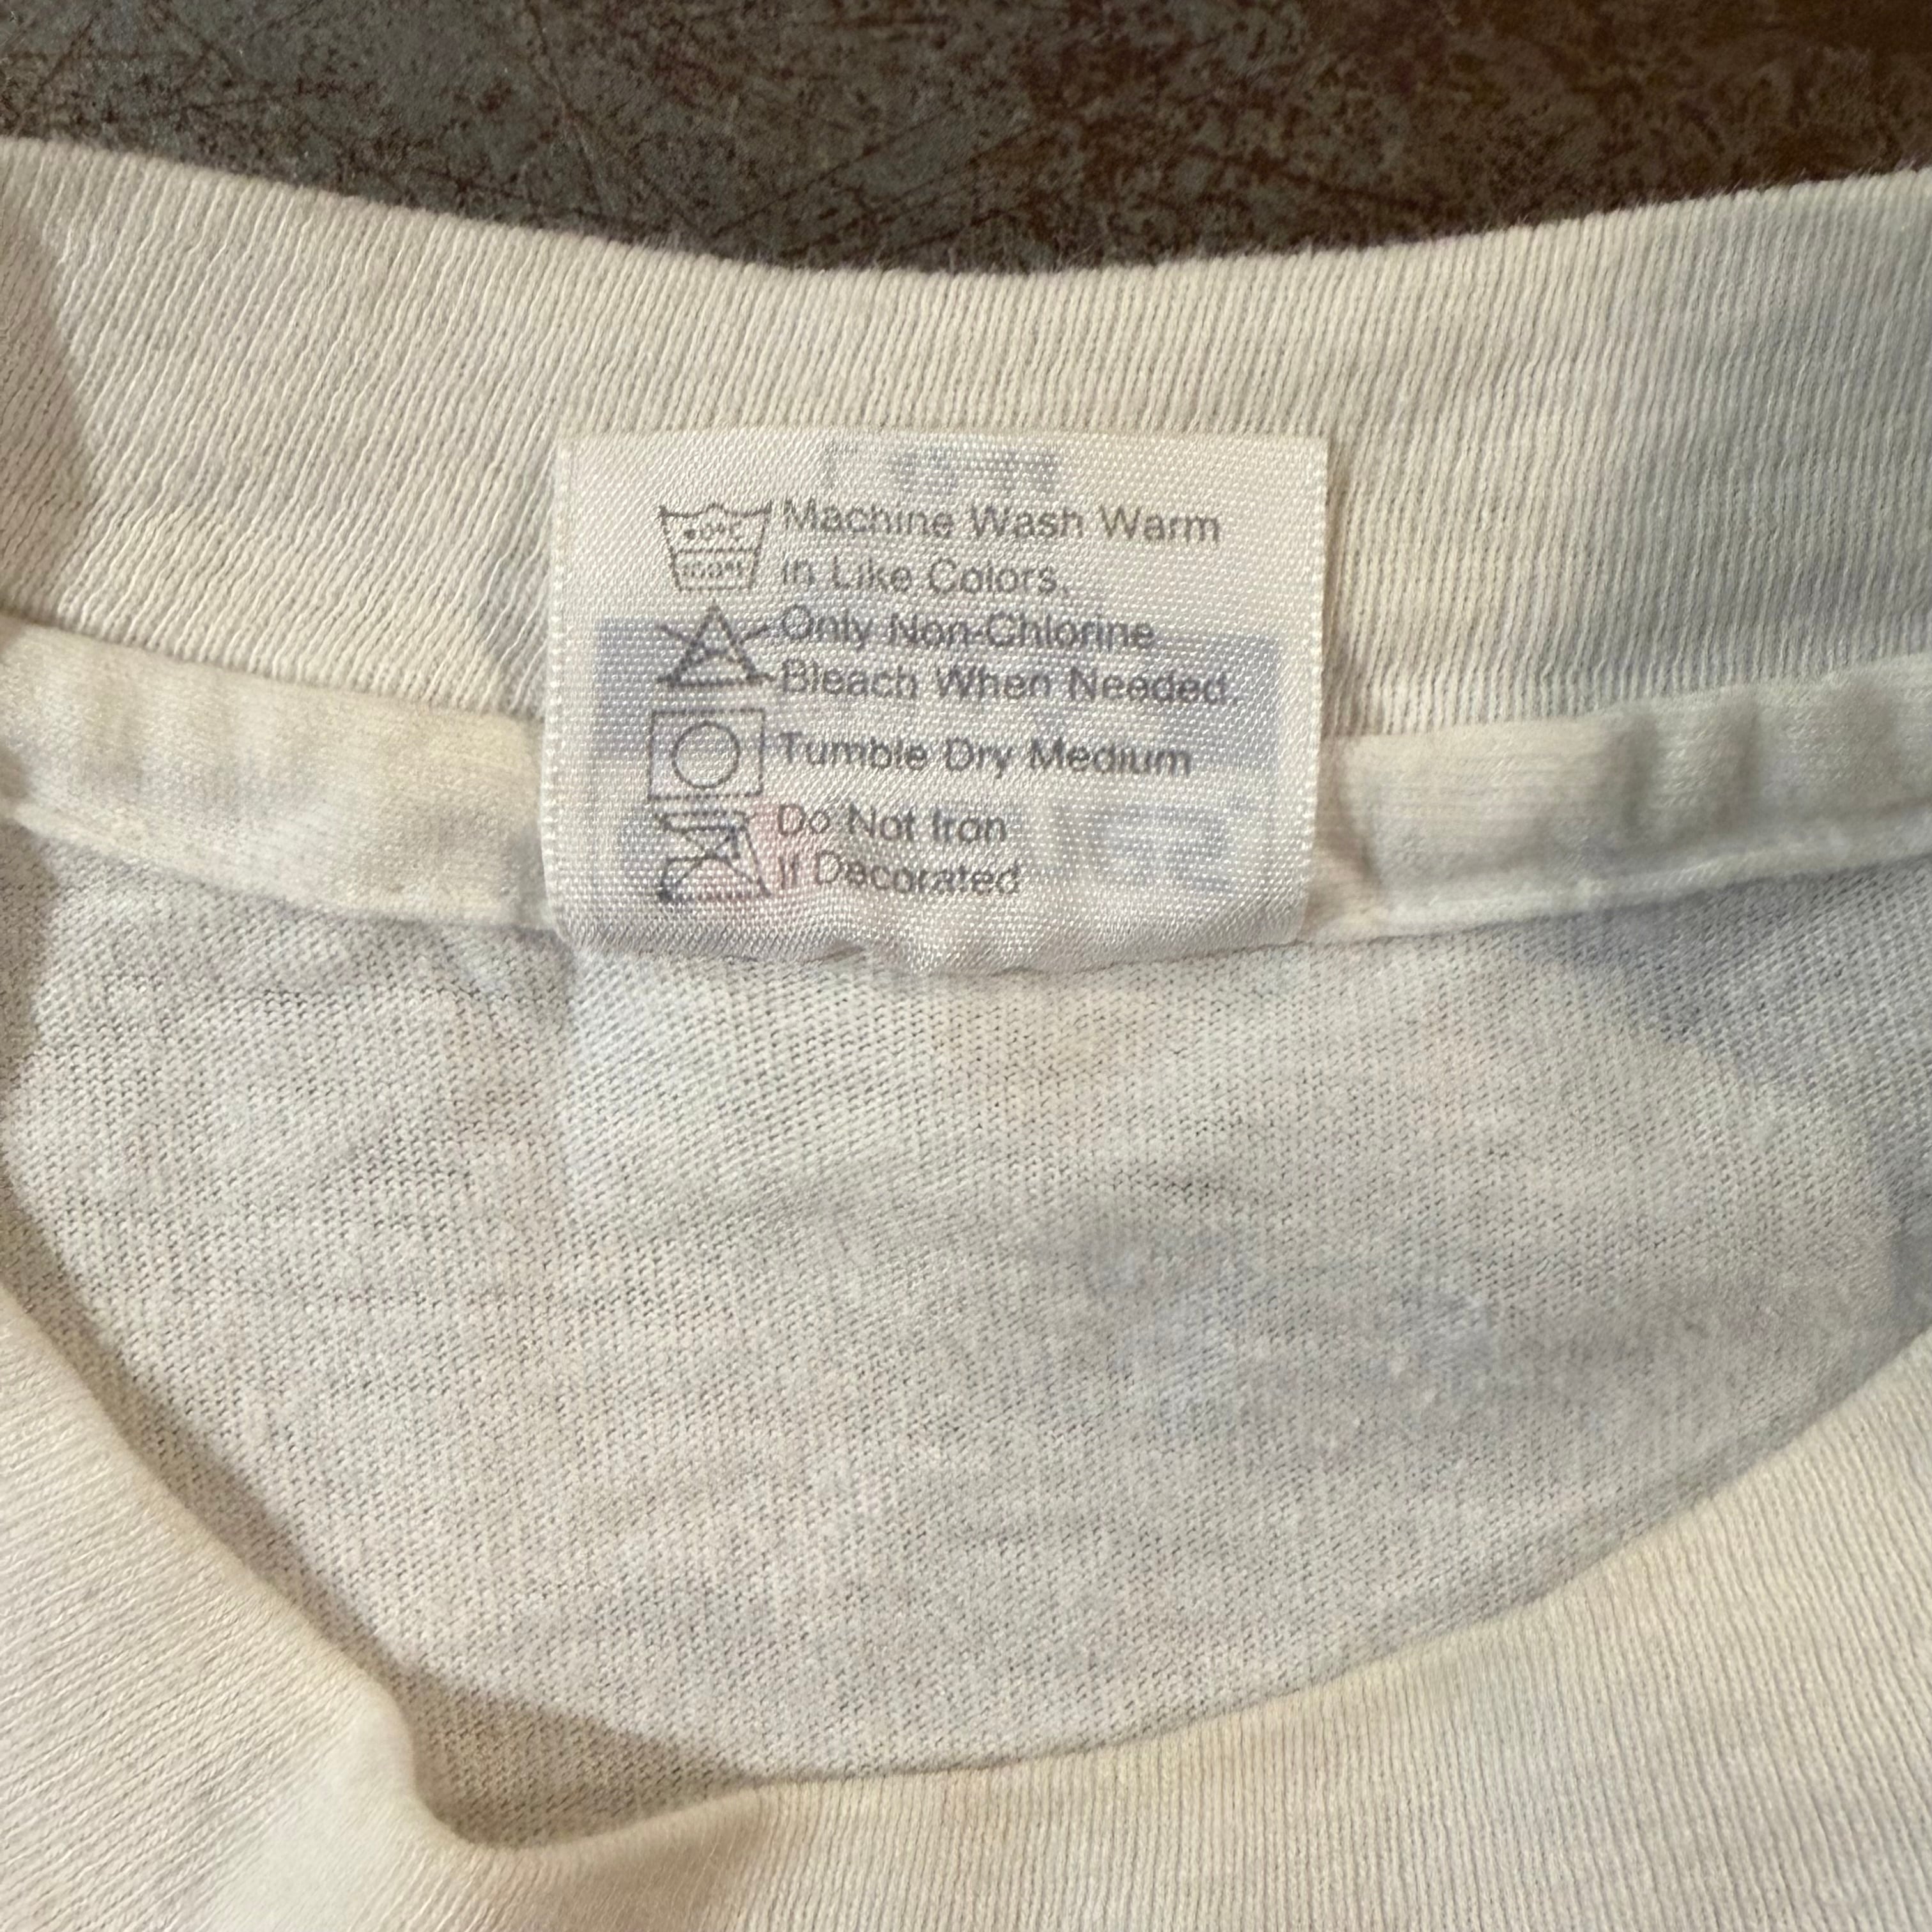 Machine Wash Warm
in Like Colors.
Only Non-Chlorine
Bleach When Needed.
Tumble Dry Medium
Do Not Iron
If Decorated